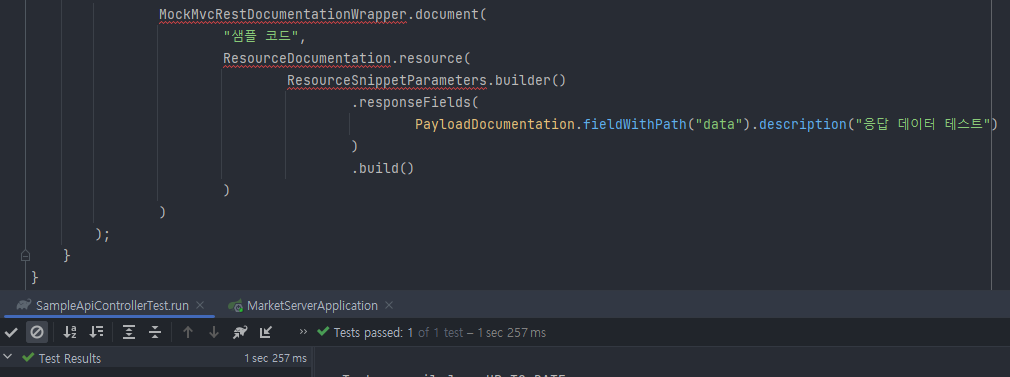 MockMvcRestDocumentationWrapper.document(
"샘플 코드",
ResourceDocumentation.resource(
ResourceSnippetParameters.builder()
.responseFields(
PayloadDocumentation.fieldWithPath("data").description("응답 데이터 테스트")
)
.build()
)
)
);
}
}
SampleApiControllerTest.run × MarketServerApplication ×
» Tests passed: 1 of 1 test – 1 sec 257 ms
Test Results 1 sec 257 ms